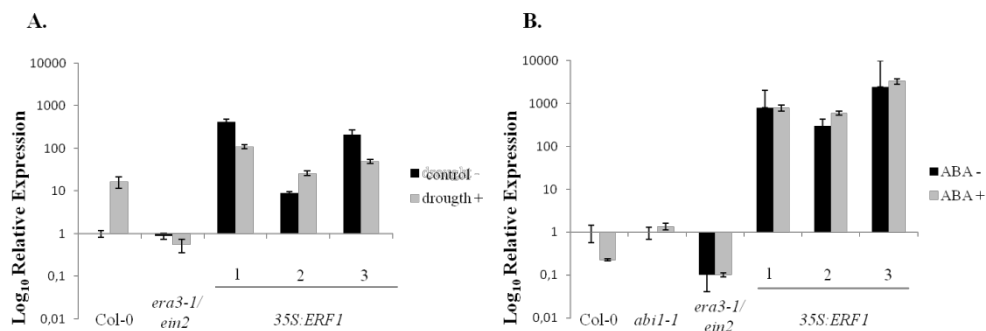 A.
Log10 Relative Expression
10000
1000
100
10
1
0,1
0,01
Col-0
era3-1/
ein2
1
2
3
35S:ERF1
control -
drougth +
B.
Log10 Relative Expression
10000
1000
100
10
1
0,1
0,01
Col-0
abi1-1
era3-1/
ein2
1
2
3
35S:ERF1
ABA -
ABA +